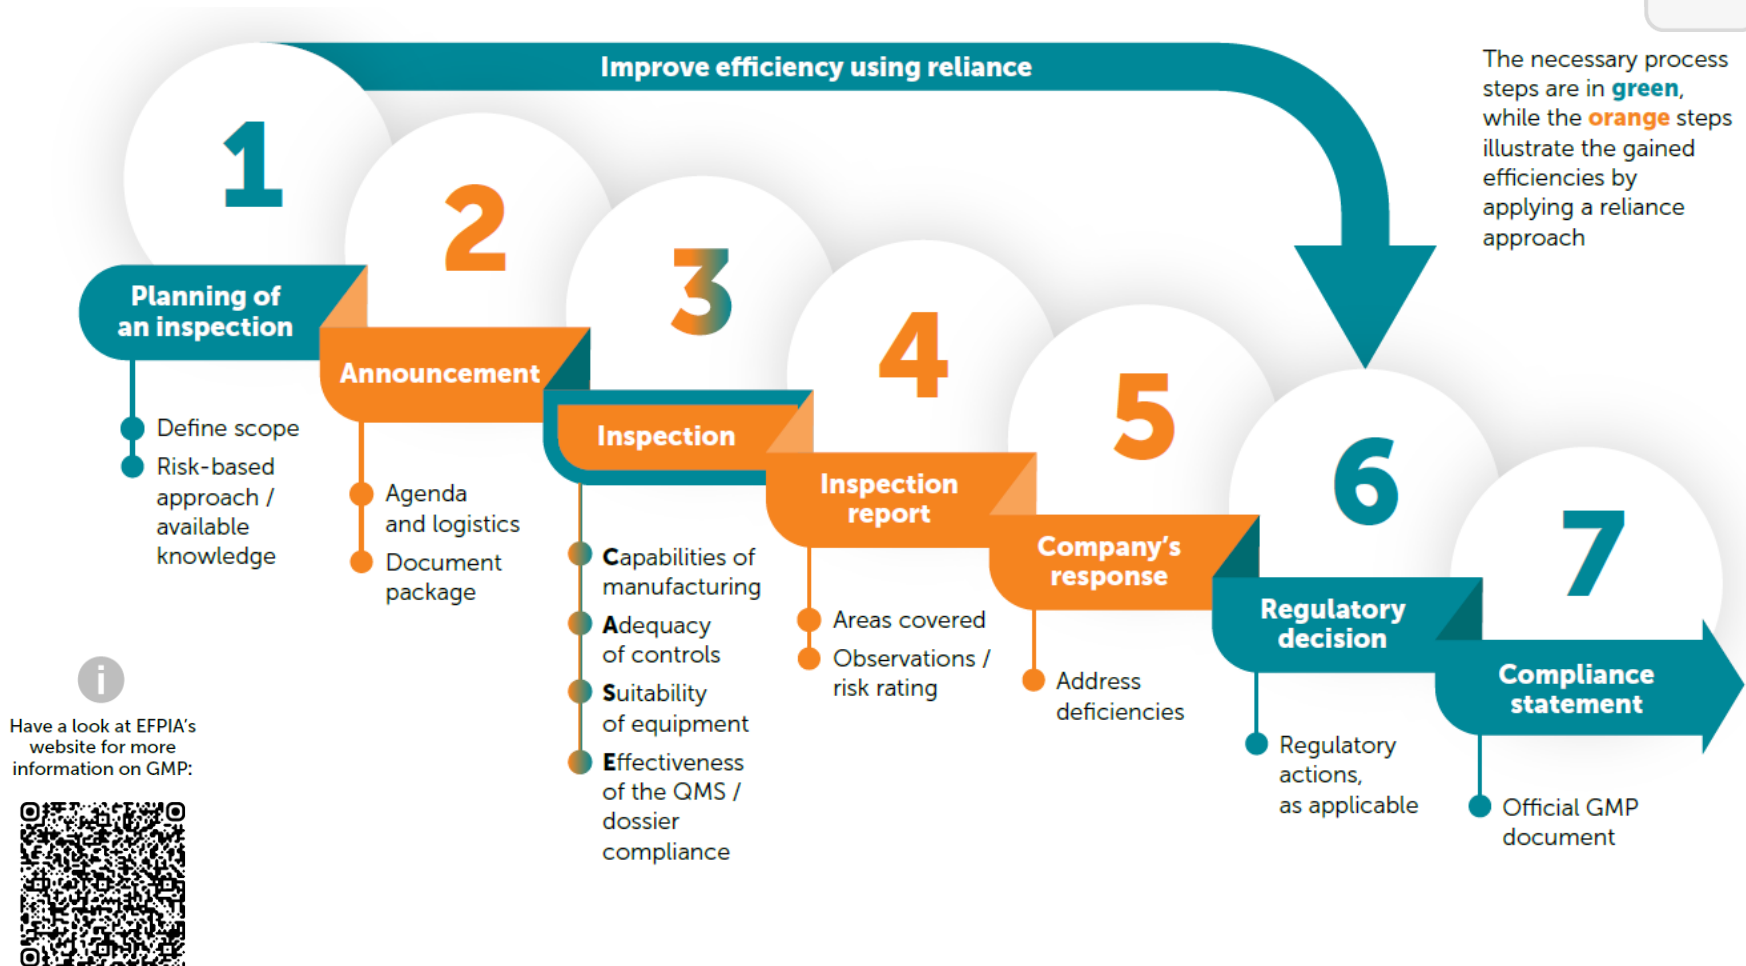 Improve efficiency using reliance
The necessary process
steps are in green,
while the orange steps
illustrate the gained
efficiencies by
applying a reliance
approach
1
Planning of
an inspection
Define scope
Risk-based
approach /
available
knowledge
2
Announcement
Agenda
and logistics
Document
package
3
Inspection
Capabilities of
manufacturing
Adequacy
of controls
Suitability
of equipment
Effectiveness
of the QMS /
dossier
compliance
4
Inspection
report
Areas covered
Observations /
risk rating
5
Company's
response
Address
deficiencies
6
Regulatory
decision
Regulatory
actions,
as applicable
7
Compliance
statement
Official GMP
document
i
Have a look at EFPIA's
website for more
information on GMP: